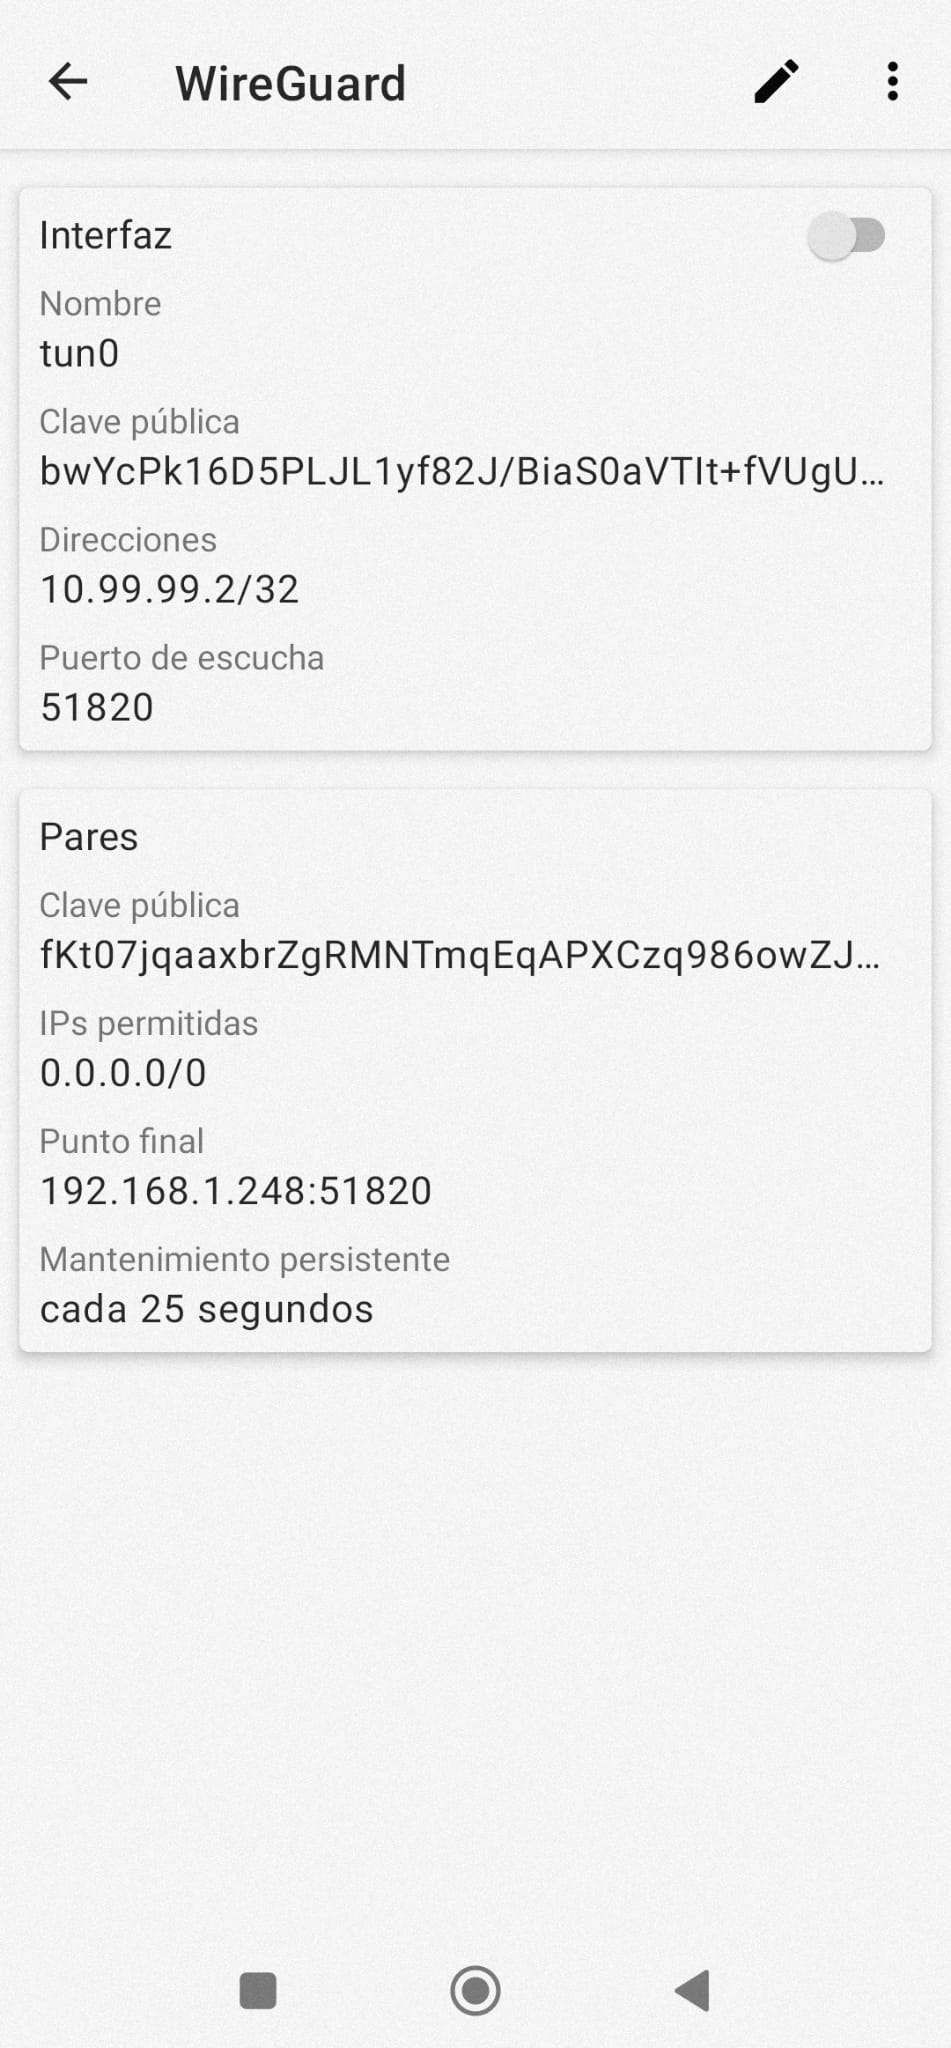 WireGuard
Interfaz
Nombre
tun0
Clave pública
bwYcPk16D5PLJL1yf82J/BiaS0aVTIt+fVUgU...
Direcciones
10.99.99.2/32
Puerto de escucha
51820
Pares
Clave pública
fKt07jqaaxbrZgRMNTmqEqAPXCzq986owZJ...
IPs permitidas
0.0.0.0/0
Punto final
192.168.1.248:51820
Mantenimiento persistente
cada 25 segundos